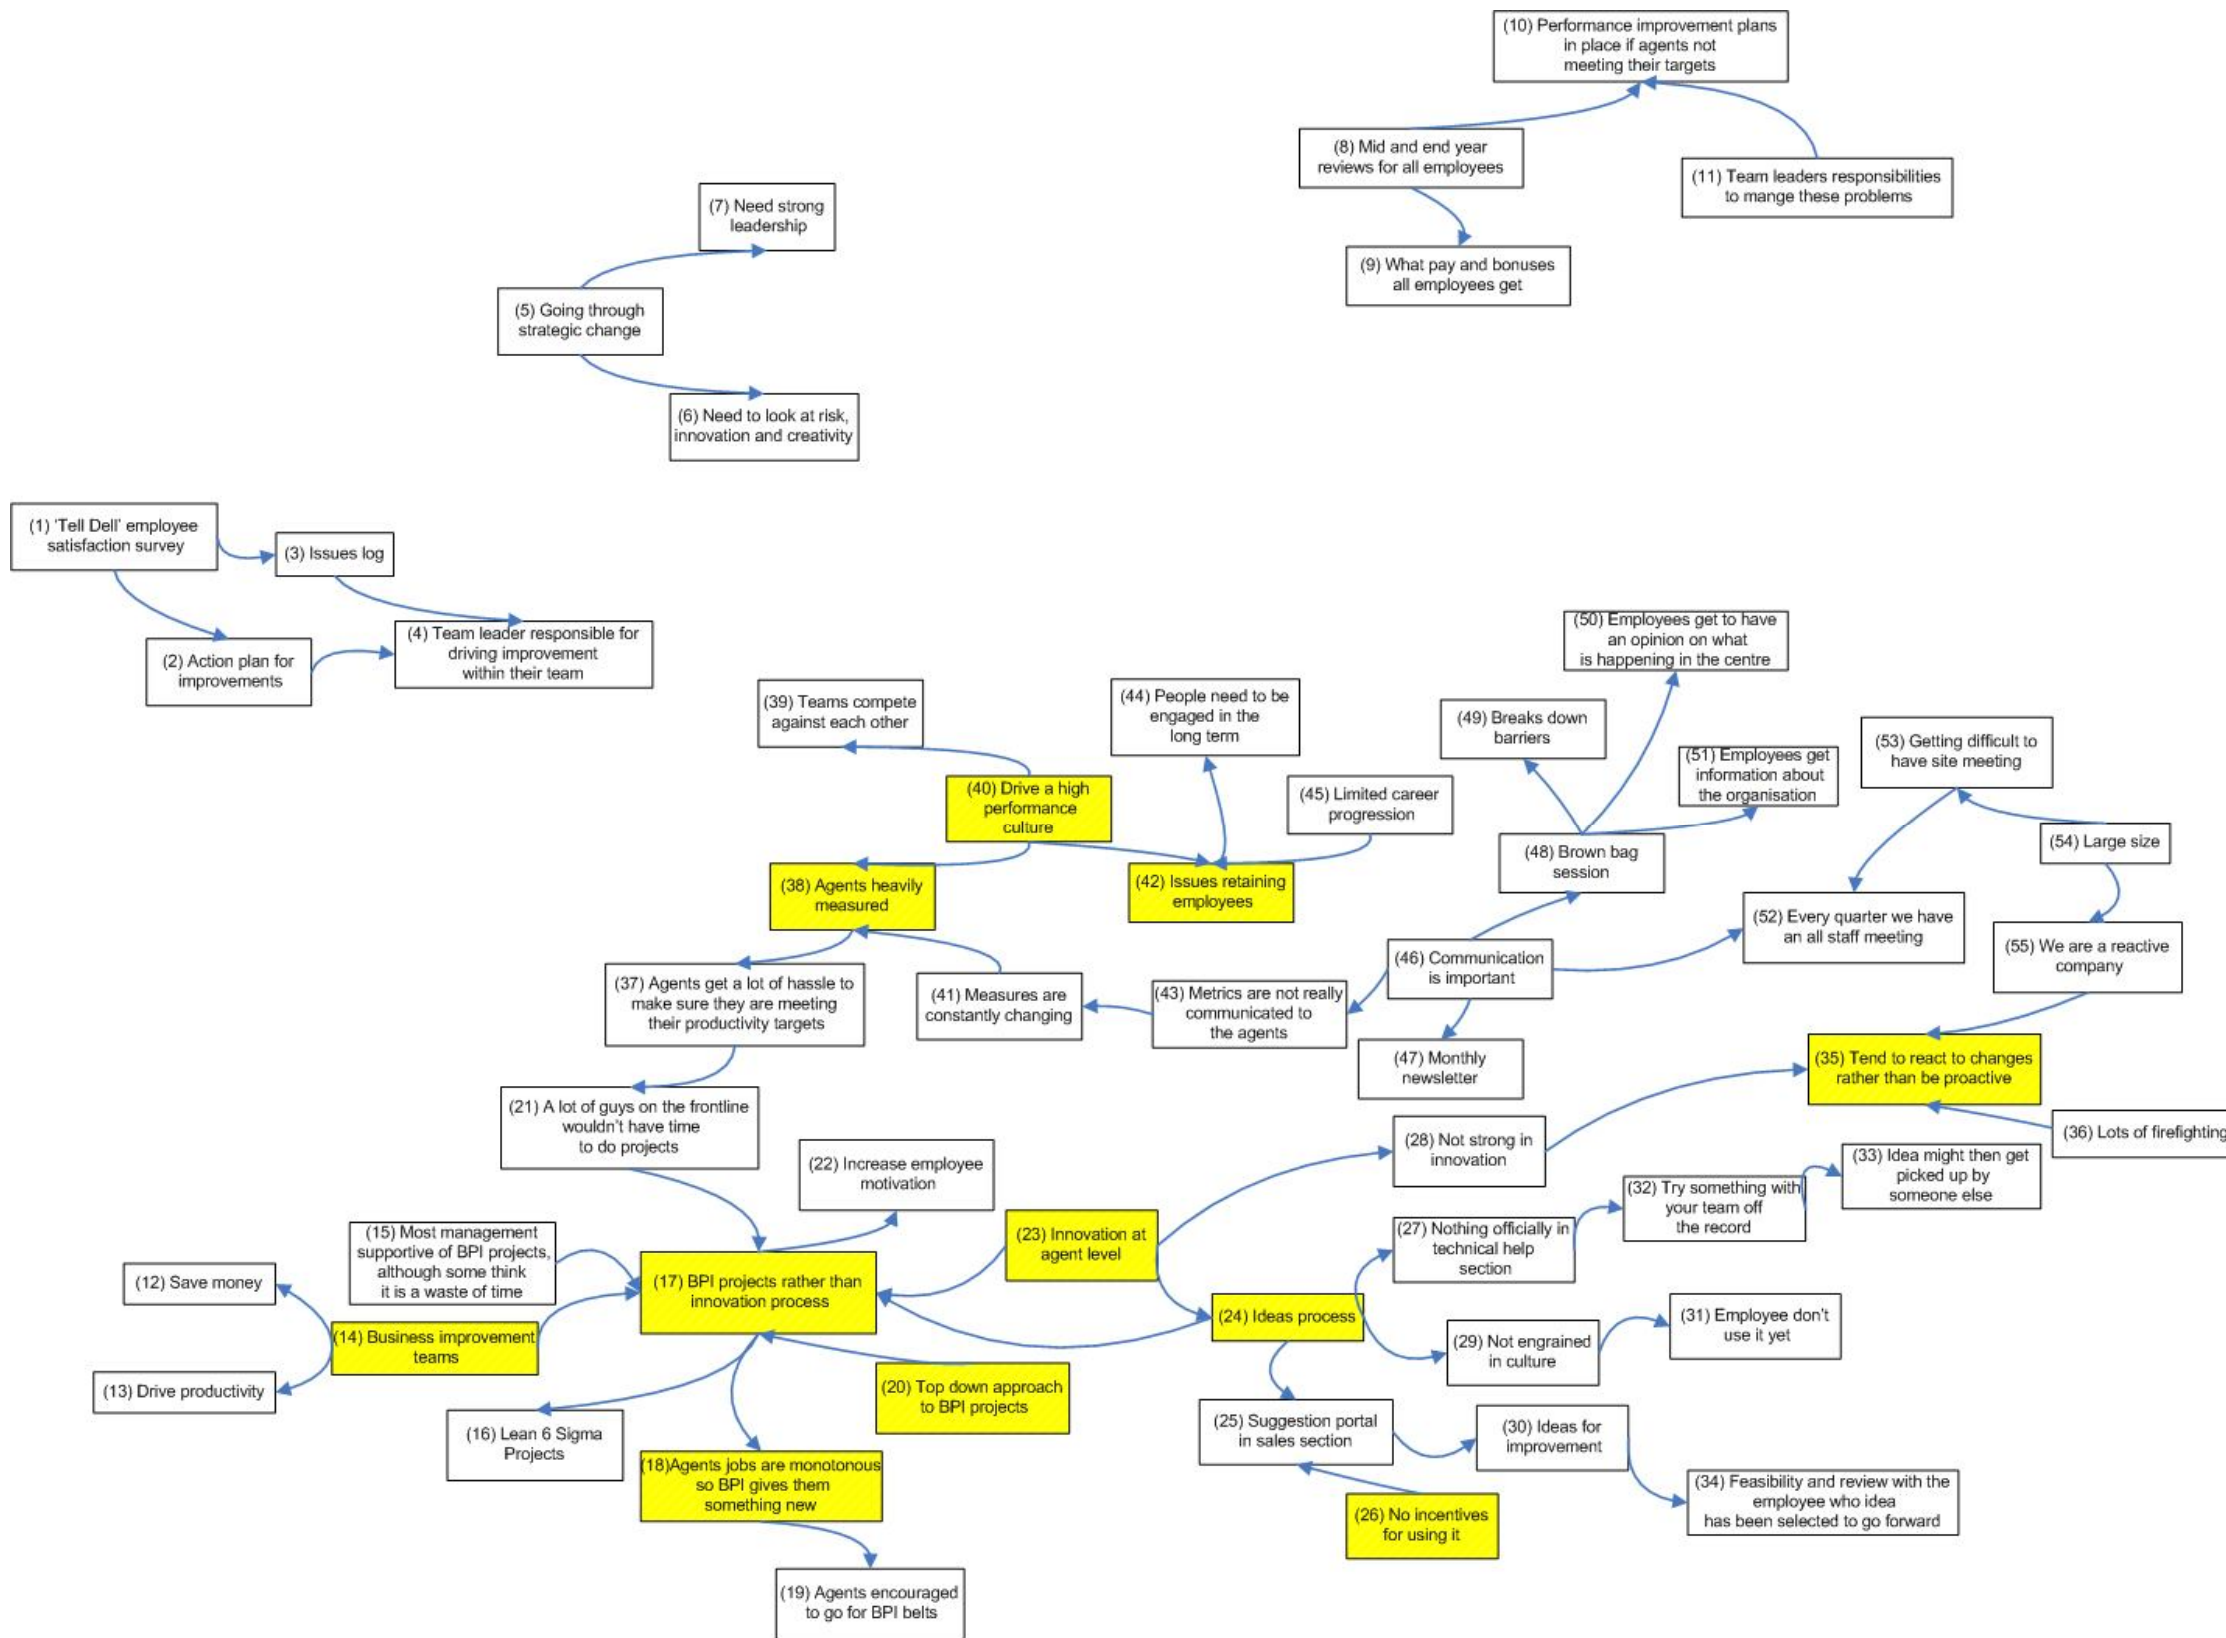 (10) Performance improvement plans
in place if agents not
meeting their targets
(8) Mid and end year
reviews for all employees
(11) Team leaders responsibilities
to mange these problems
(7) Need strong
leadership
(9) What pay and bonuses
all employees get
(5) Going through
strategic change
(6) Need to look at risk,
innovation and creativity
(1) 'Tell Dell' employee
satisfaction survey
(3) Issues log
(2) Action plan for
improvements
(4) Team leader responsible for
driving improvement
within their team
(50) Employees get to have
an opinion on what
is happening in the centre
(39) Teams compete
against each other
(44) People need to be
engaged in the
long term
(49) Breaks down
barriers
(51) Employees get
information about
the organisation
(53) Getting difficult to
have site meeting
(40) Drive a high
performance
culture
(45) Limited career
progression
(54) Large size
(38) Agents heavily
measured
(42) Issues retaining
employees
(48) Brown bag
session
(52) Every quarter we have
an all staff meeting
(55) We are a reactive
company
(37) Agents get a lot of hassle to
make sure they are meeting
their productivity targets
(41) Measures are
constantly changing
(43) Metrics are not really
communicated to
the agents
(46) Communication
is important
(47) Monthly
newsletter
(35) Tend to react to changes
rather than be proactive
(21) A lot of guys on the frontline
wouldn't have time
to do projects
(22) Increase employee
motivation
(28) Not strong in
innovation
(36) Lots of firefighting
(33) Idea might then get
picked up by
someone else
(32) Try something with
your team off
the record
(15) Most management
supportive of BPI projects,
although some think
it is a waste of time
(23) Innovation at
agent level
(27) Nothing officially in
technical help
section
(12) Save money
(17) BPI projects rather than
innovation process
(24) Ideas process
(14) Business improvement
teams
(29) Not engrained
in culture
(31) Employee don't
use it yet
(13) Drive productivity
(20) Top down approach
to BPI projects
(16) Lean 6 Sigma
Projects
(25) Suggestion portal
in sales section
(30) Ideas for
improvement
(18)Agents jobs are monotonous
so BPI gives them
something new
(26) No incentives
for using it
(34) Feasibility and review with the
employee who idea
has been selected to go forward
(19) Agents encouraged
to go for BPI belts